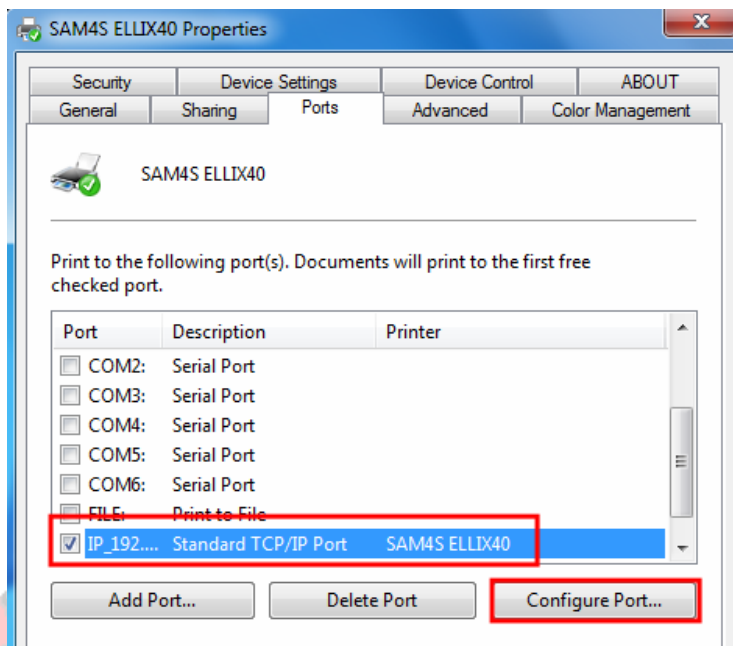 SAM4S ELLIX40 Properties
x
Security Device Settings Device Control ABOUT
General Sharing Ports Advanced Color Management
SAM4S ELLIX40
Print to the following port(s). Documents will print to the first free
checked port.
Port Description Printer
COM2: Serial Port
COM3: Serial Port
COM4: Serial Port
COM5: Serial Port
COM6: Serial Port
FILE: Print to File
IP_192.... Standard TCP/IP Port SAM4S ELLIX40
Add Port... Delete Port Configure Port...